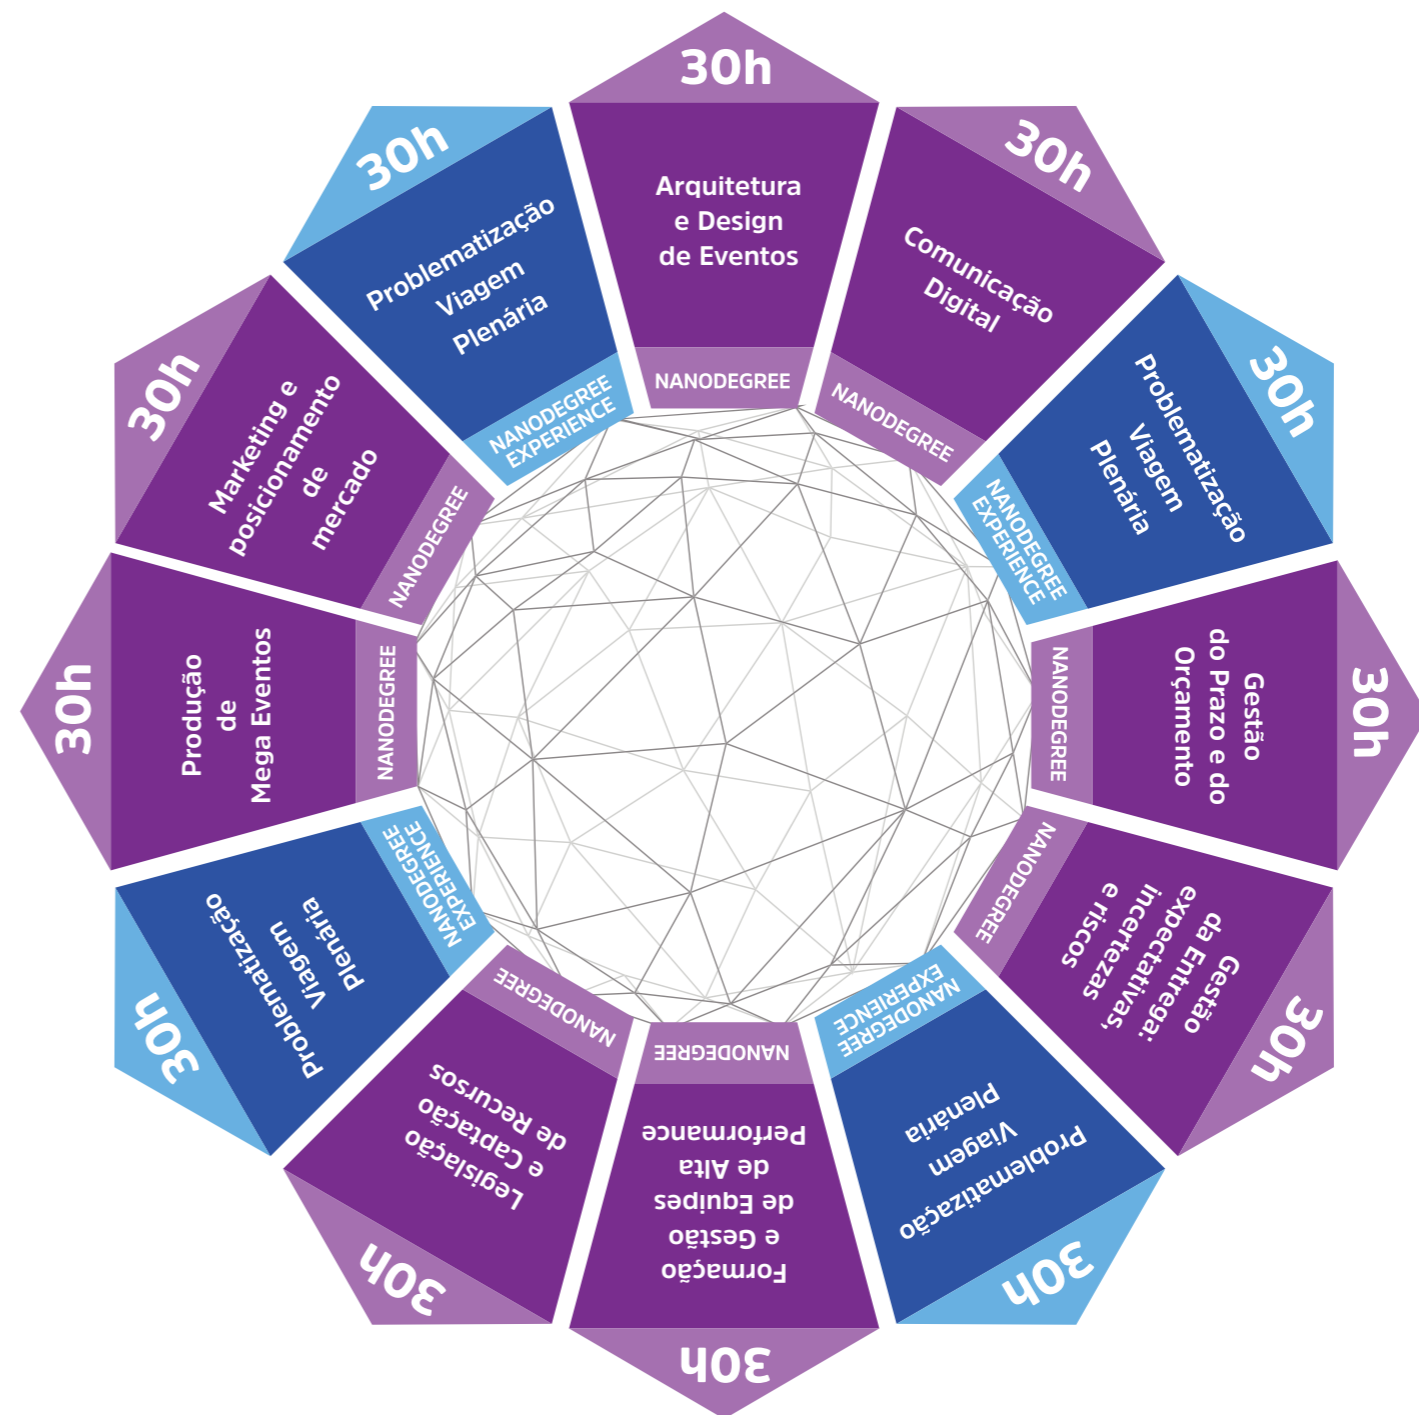 30h
Arquitetura
e Design
de Eventos
NANODEGREE
30h
Comunicação
Digital
NANODEGREE
30h
Problematização
Viagem
Plenária
NANODEGREE
EXPERIENCE
30h
Gestão
do Prazo e do
Orçamento
NANODEGREE
30h
Gestão
da Entrega:
expectativas,
incertezas
e riscos
NANODEGREE
30h
Problematização
Viagem
Plenária
NANODEGREE
EXPERIENCE
30h
Formação
e Gestão
de Equipes
de Alta
Performance
NANODEGREE
30h
Legislação
e Captação
de Recursos
NANODEGREE
30h
Problematização
Viagem
Plenária
NANODEGREE
EXPERIENCE
30h
Produção
de
Mega Eventos
NANODEGREE
30h
Marketing e
posicionamento
de
mercado
NANODEGREE
30h
Problematização
Viagem
Plenária
NANODEGREE
EXPERIENCE